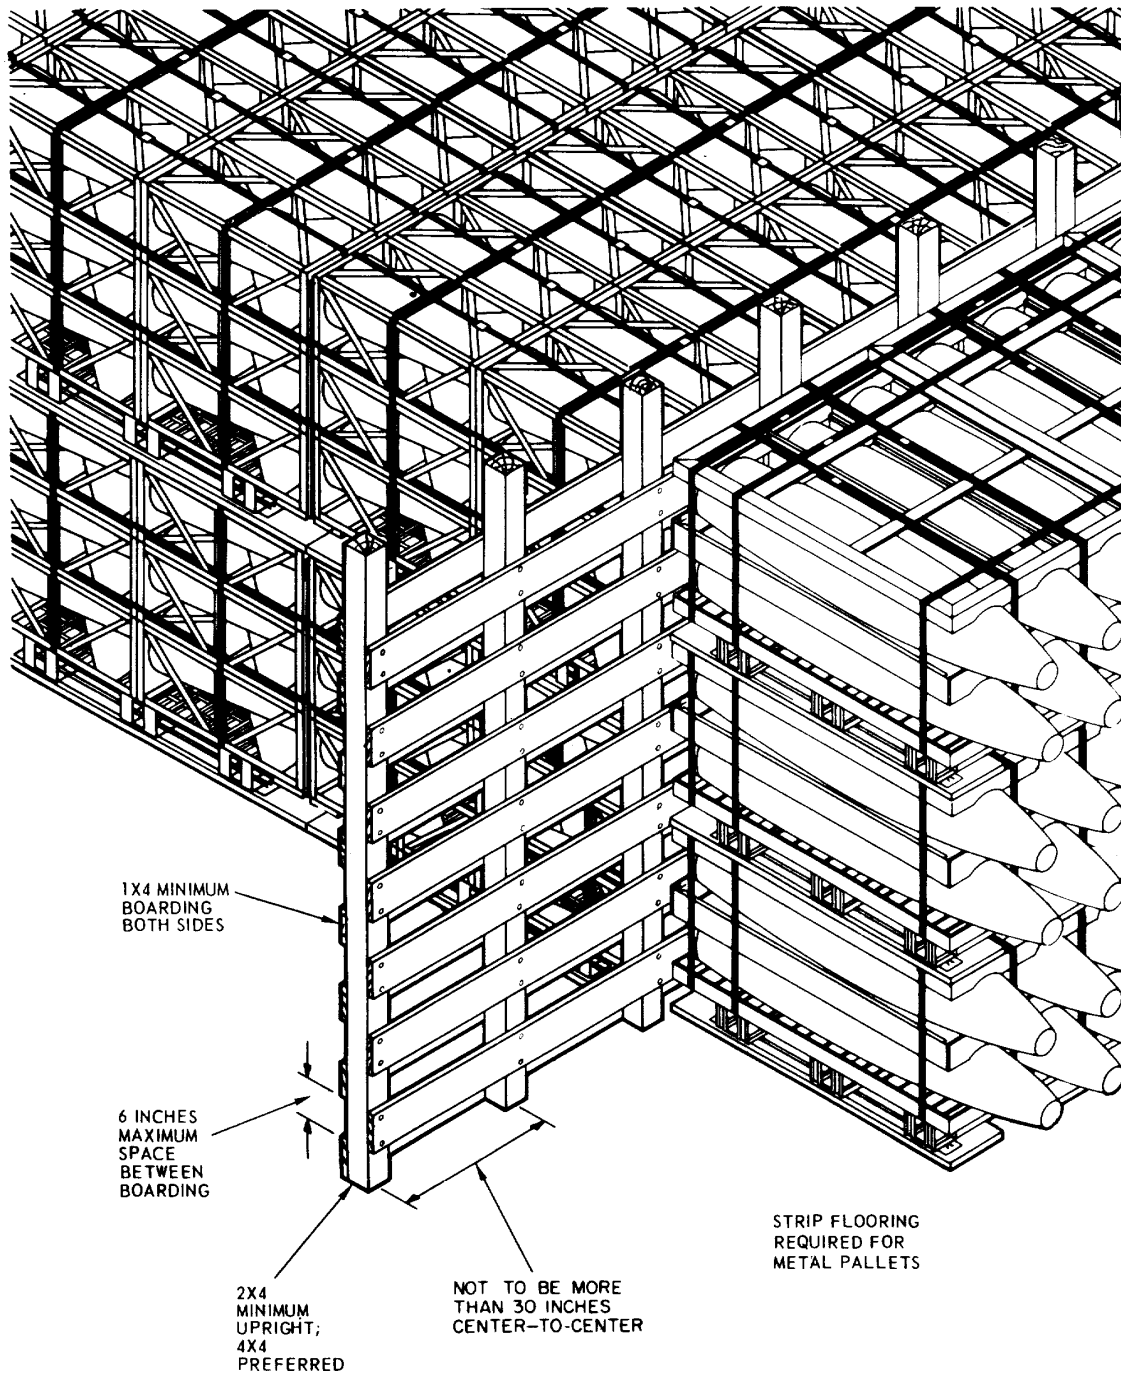 1X4 MINIMUM
BOARDING
BOTH SIDES
6 INCHES
MAXIMUM
SPACE
BETWEEN
BOARDING
2X4
MINIMUM
UPRIGHT;
4X4
PREFERRED
NOT TO BE MORE
THAN 30 INCHES
CENTER-TO-CENTER
STRIP FLOORING
REQUIRED FOR
METAL PALLETS